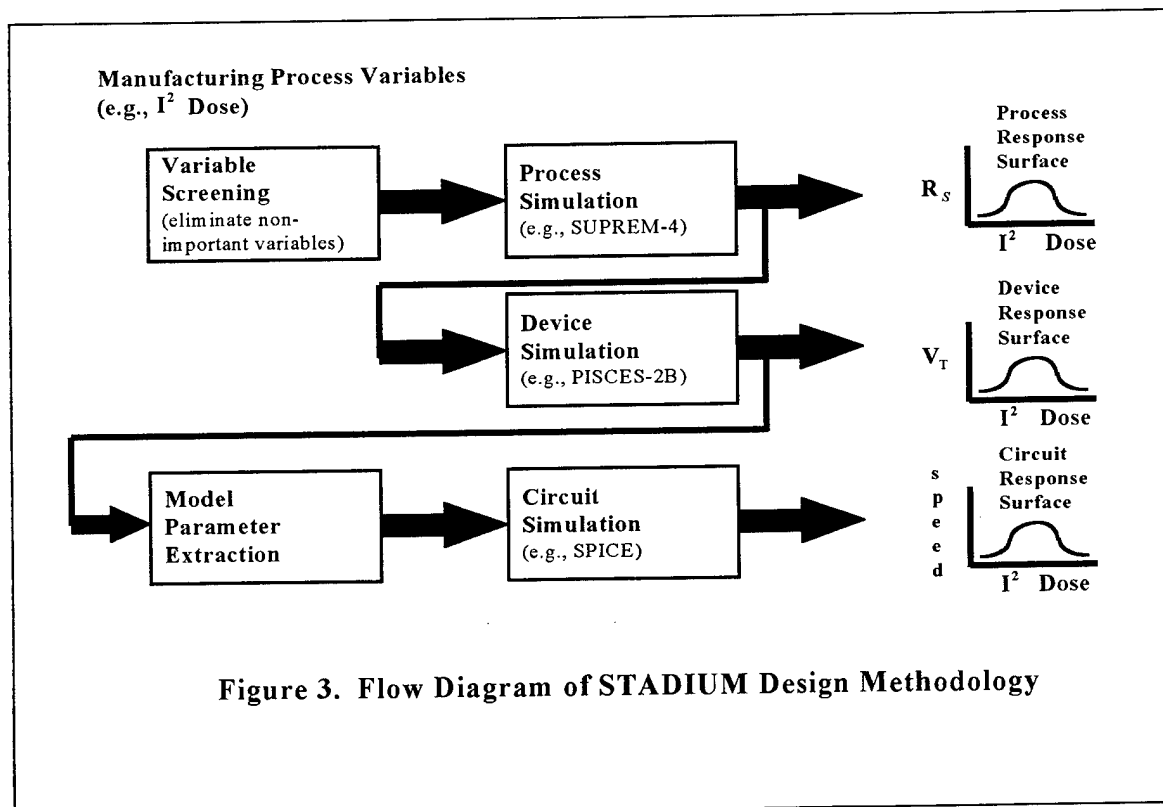 Manufacturing Process Variables
(e.g., I² Dose)
Variable
Screening
(eliminate non-
important variables)
Process
Simulation
(e.g., SUPREM-4)
Process
Response
Surface
R_S
I² Dose
Device
Simulation
(e.g., PISCES-2B)
Device
Response
Surface
V_T
I² Dose
Model
Parameter
Extraction
Circuit
Simulation
(e.g., SPICE)
Circuit
Response
Surface
speed
I² Dose
Figure 3. Flow Diagram of STADIUM Design Methodology